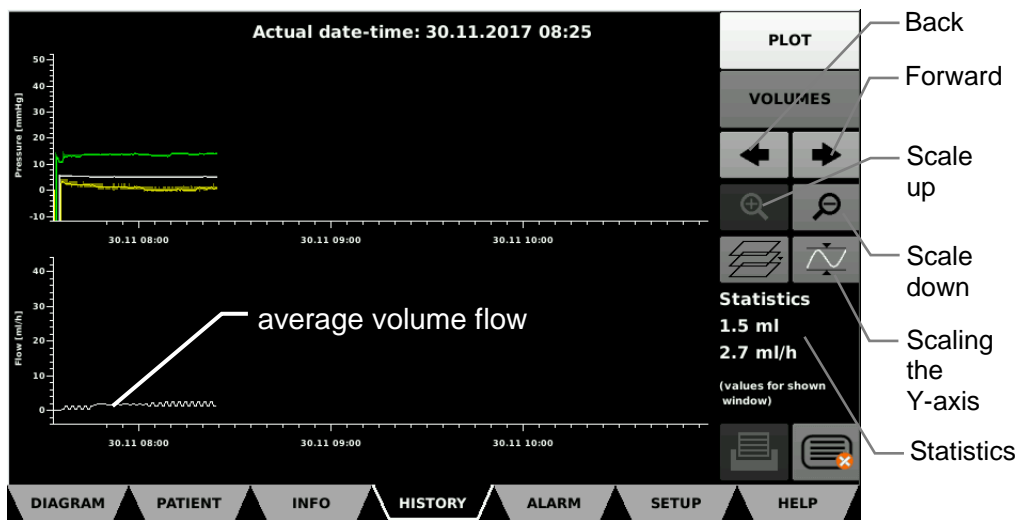 Actual date-time: 30.11.2017 08:25
Pressure [mmHg]
50
40
30
20
10
0
-10
30.11 08:00
30.11 09:00
30.11 10:00
Flow [ml/h]
40
30
20
10
0
average volume flow
30.11 08:00
30.11 09:00
30.11 10:00
PLOT
VOLUMES
Statistics
1.5 ml
2.7 ml/h
(values for shown
window)
Back
Forward
Scale
up
Scale
down
Scaling
the
Y-axis
Statistics
DIAGRAM
PATIENT
INFO
HISTORY
ALARM
SETUP
HELP